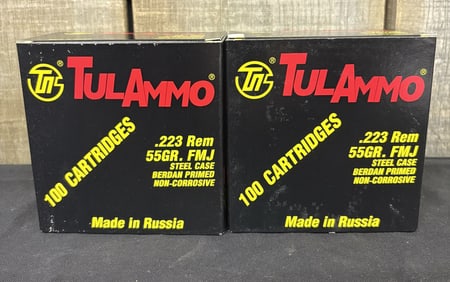 TulAmmo®
100 CARTRIDGES
.223 Rem
55GR. FMJ
STEEL CASE
BERDAN PRIMED
NON-CORROSIVE
Made in Russia
TulAmmo®
100 CARTRIDGES
.223 Rem
55GR. FMJ
STEEL CASE
BERDAN PRIMED
NON-CORROSIVE
Made in Russia